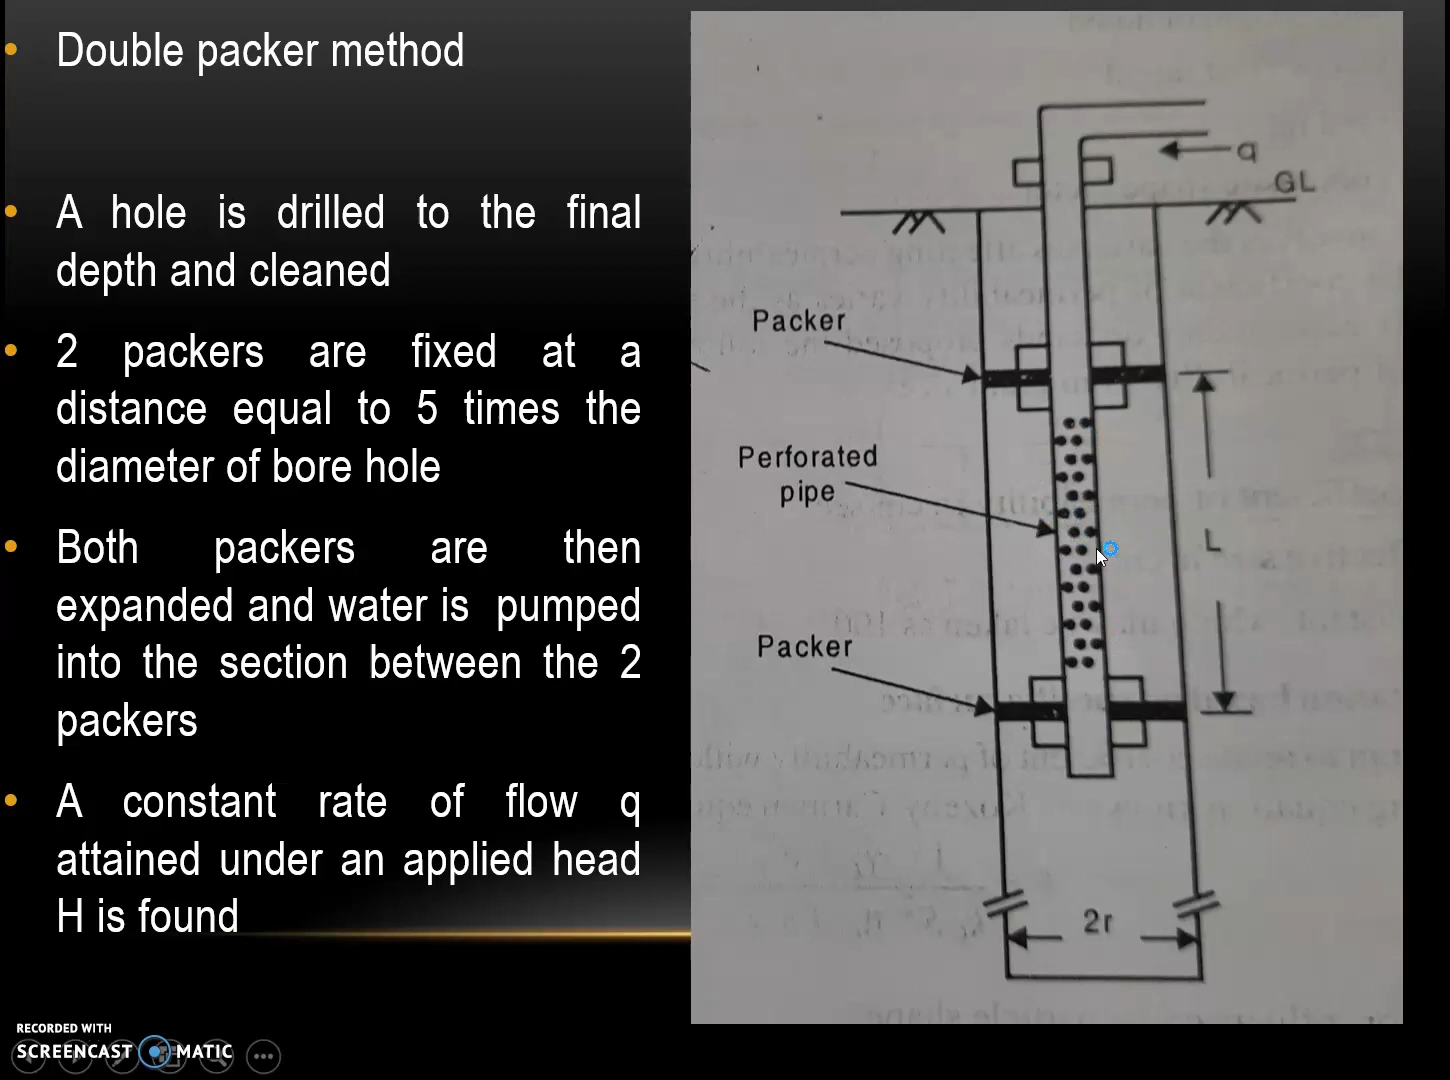 Double packer method
A hole is drilled to the final
depth and cleaned
2 packers are fixed at a
distance equal to 5 times the
diameter of bore hole
Both packers are then
expanded and water is pumped
into the section between the 2
packers
A constant rate of flow q
attained under an applied head
H is found
q
GL
Packer
Perforated
pipe
L
Packer
2r
RECORDED WITH
SCREENCAST MATIC